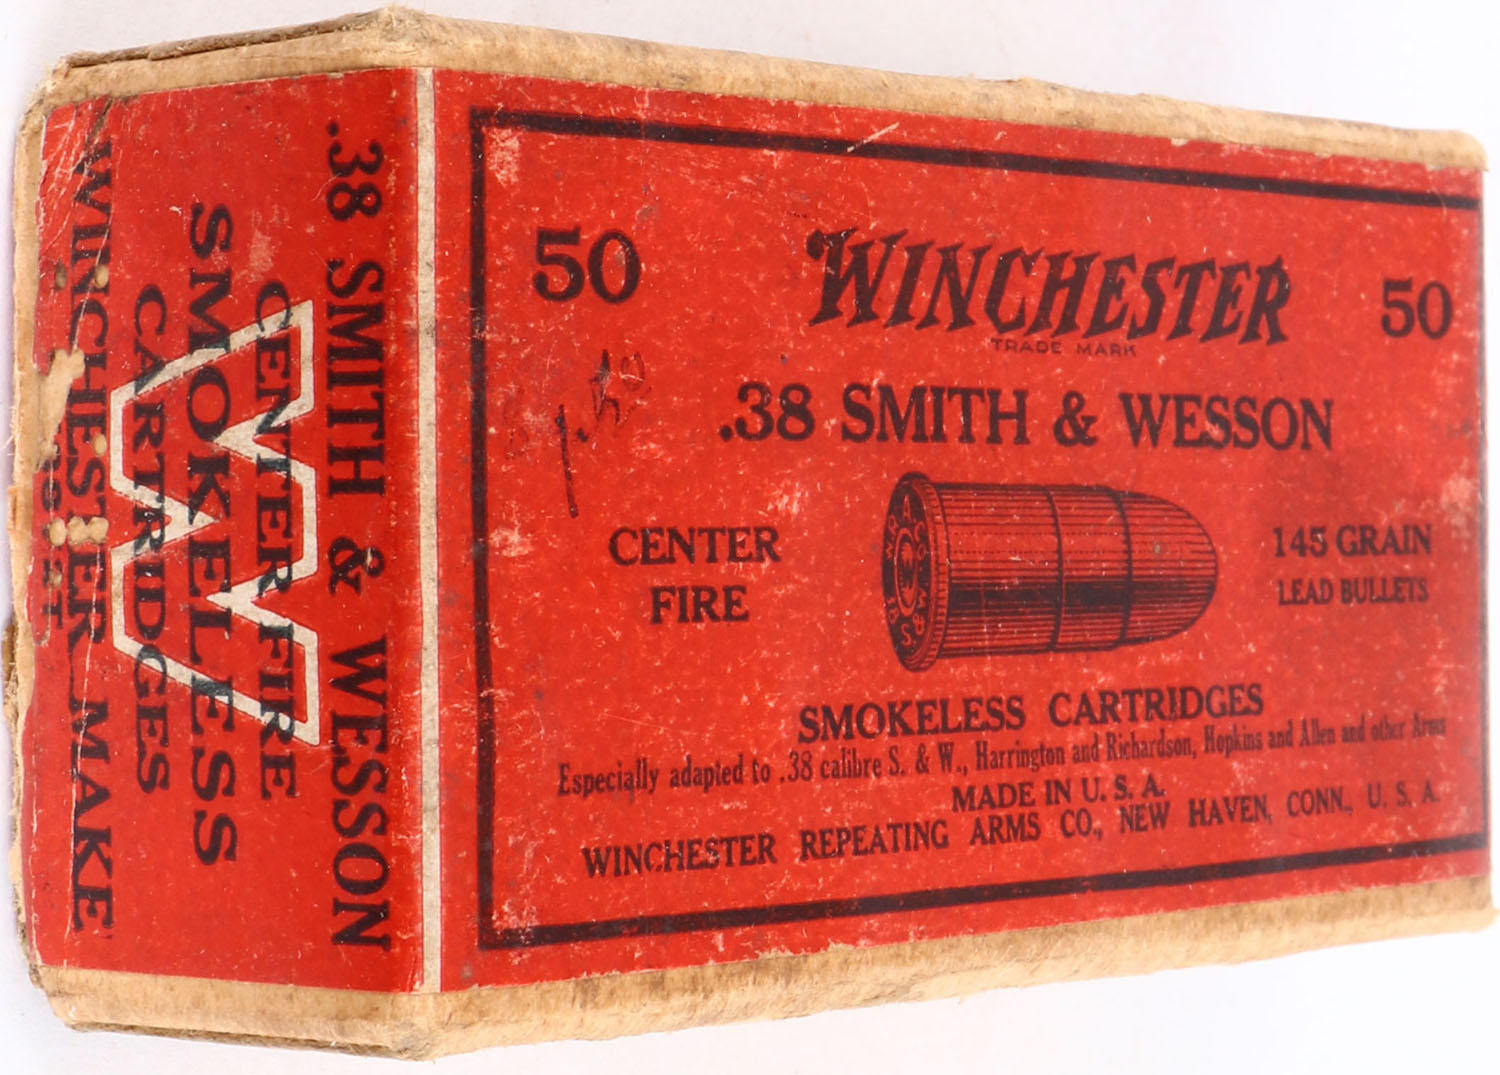 50
WINCHESTER
50
TRADE MARK
.38 SMITH & WESSON
CENTER
FIRE
W.R.A.CO.
W
.38 S&W
145 GRAIN
LEAD BULLETS
SMOKELESS CARTRIDGES
Especially adapted to .38 calibre S. & W., Harrington and Richardson, Hopkins and Allen and other Arms
MADE IN U. S. A.
WINCHESTER REPEATING ARMS CO., NEW HAVEN, CONN., U. S. A.
.38 SMITH & WESSON
W
CENTER FIRE
SMOKELESS
CARTRIDGES
WINCHESTER MAKE